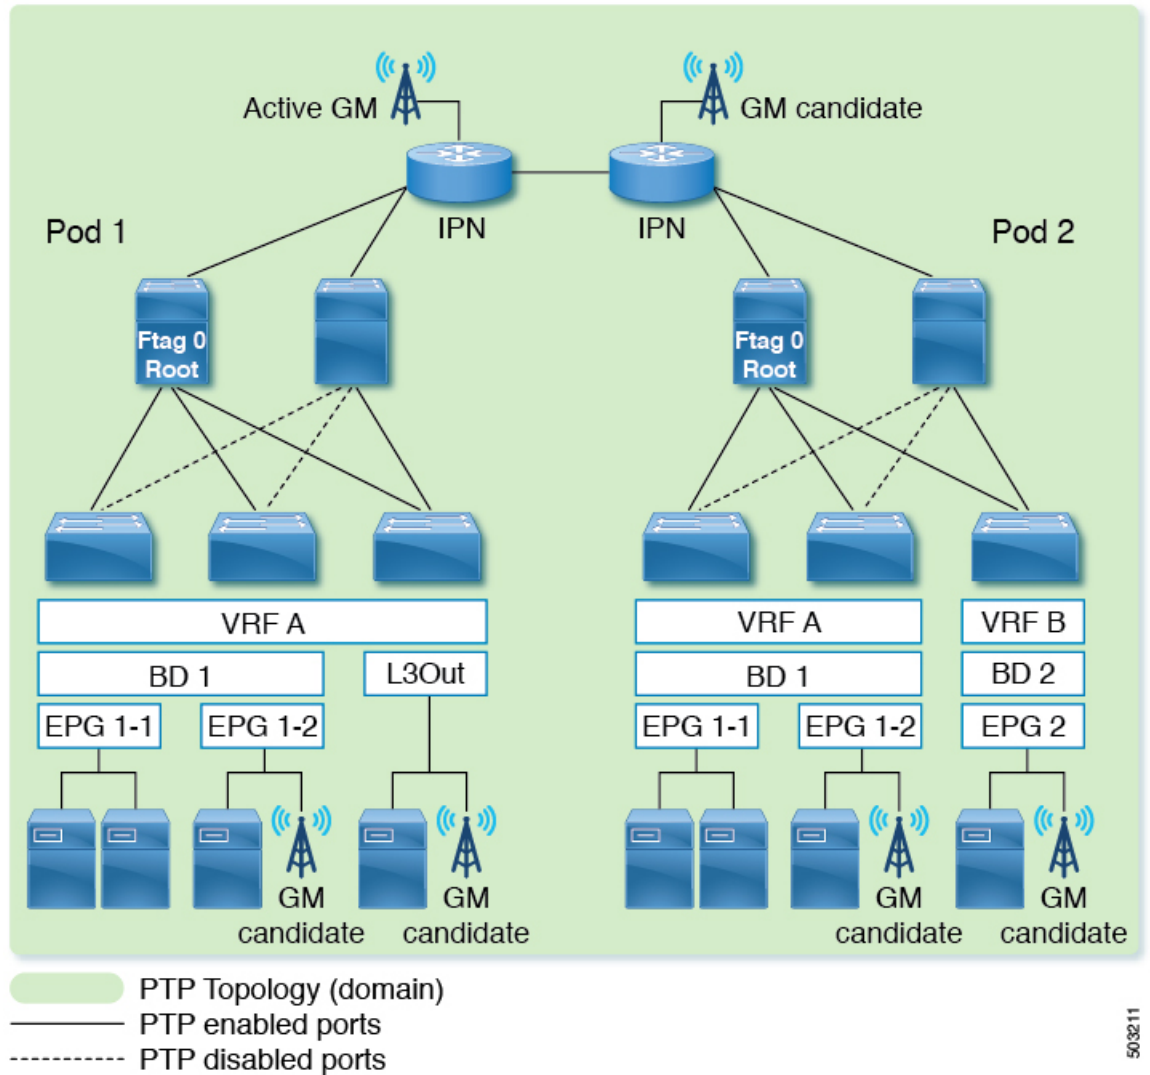 Active GM
GM candidate
IPN
IPN
Pod 1
Pod 2
Ftag 0
Root
Ftag 0
Root
VRF A
VRF A
VRF B
BD 1
L3Out
BD 1
BD 2
EPG 1-1
EPG 1-2
EPG 1-1
EPG 1-2
EPG 2
GM
candidate
GM
candidate
GM
candidate
GM
candidate
PTP Topology (domain)
PTP enabled ports
PTP disabled ports
503211